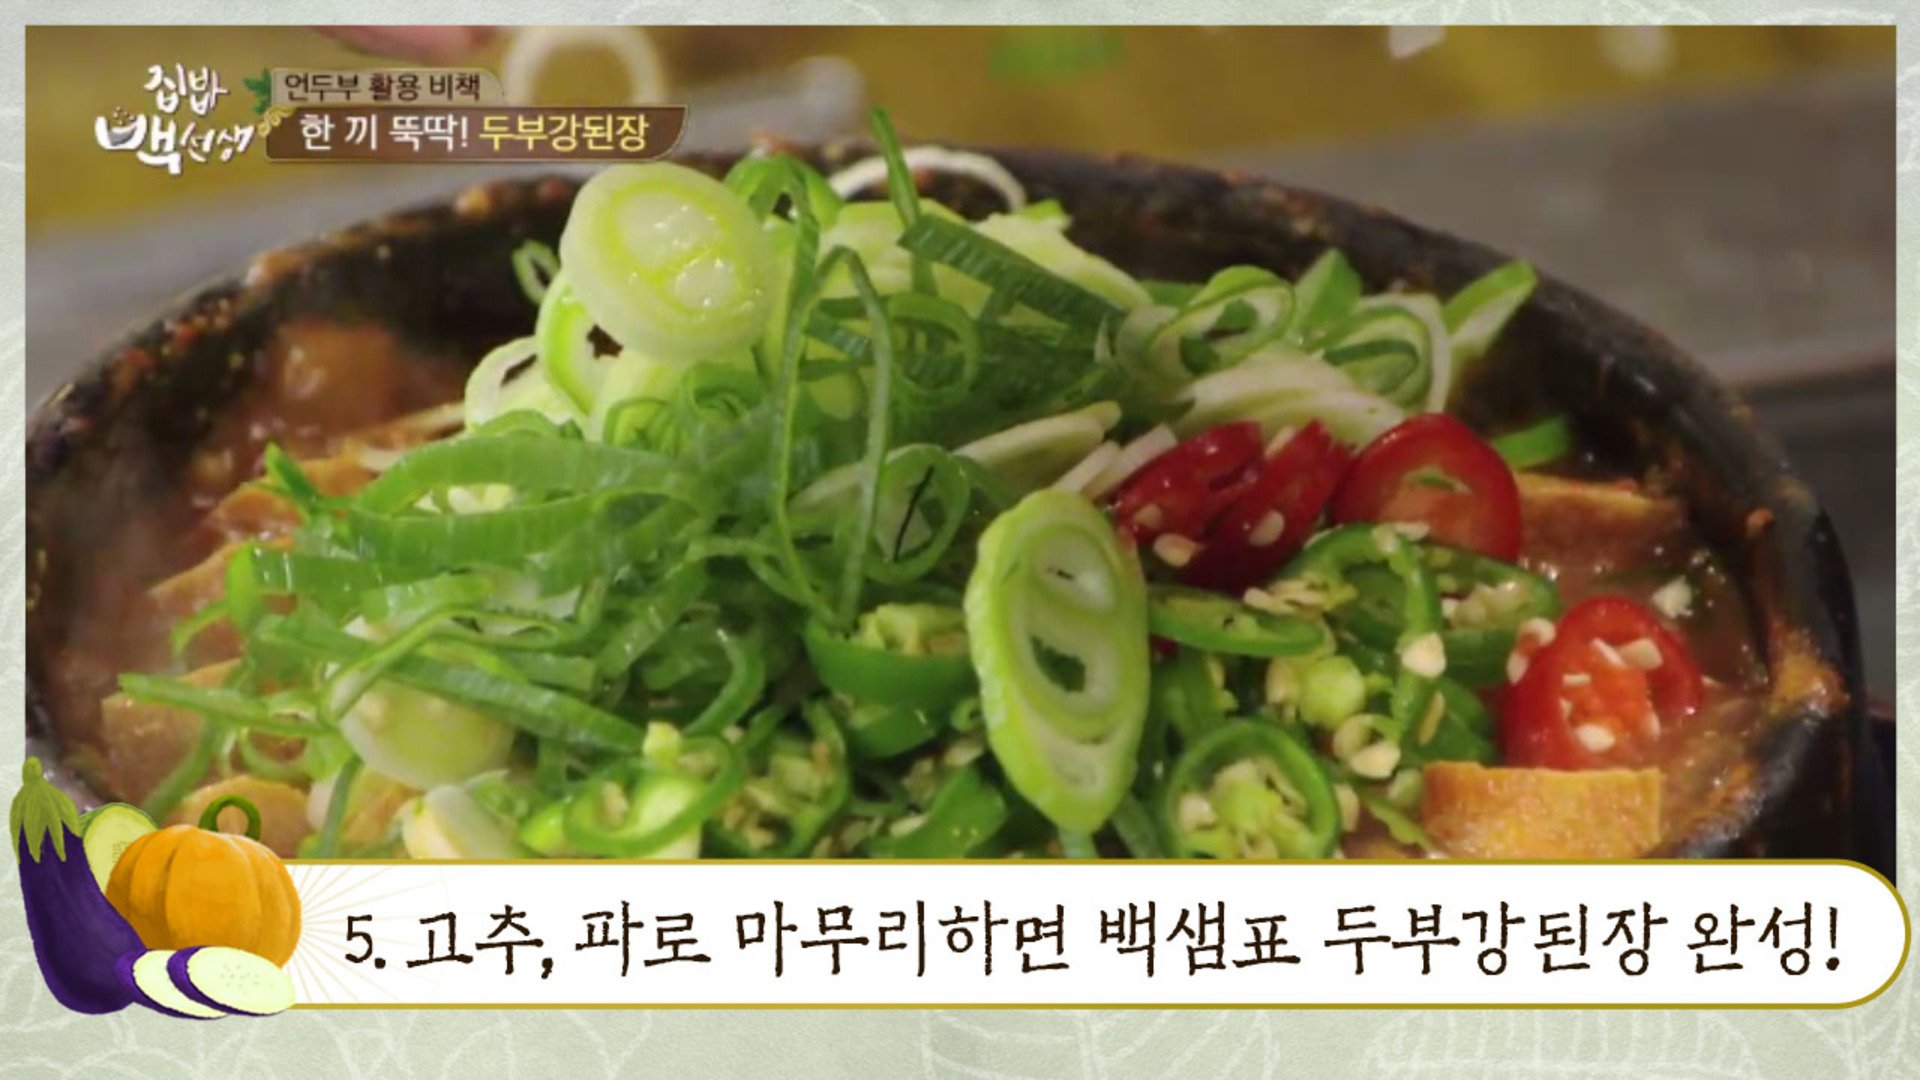 집밥
백선생
언두부 활용 비책
한 끼 뚝딱! 두부강된장
5. 고추, 파로 마무리하면 백샘표 두부강된장 완성!